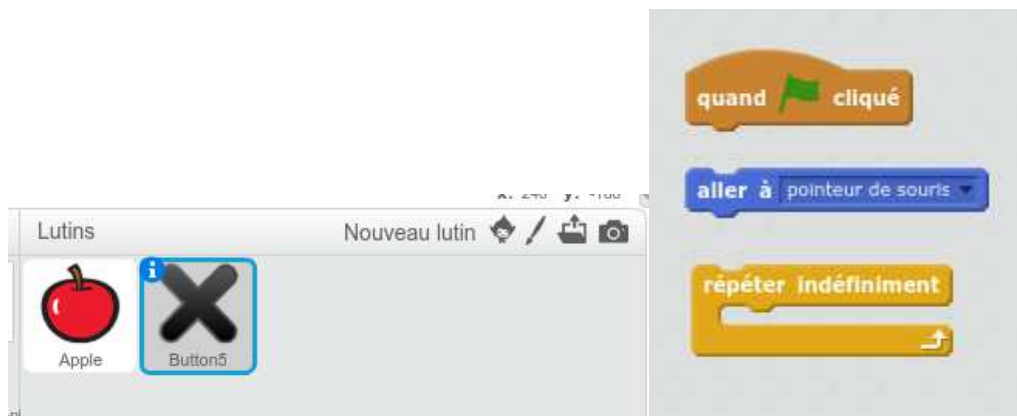 Lutins
Nouveau lutin
Apple
Button5
quand cliqué
aller à pointeur de souris
répéter indéfiniment